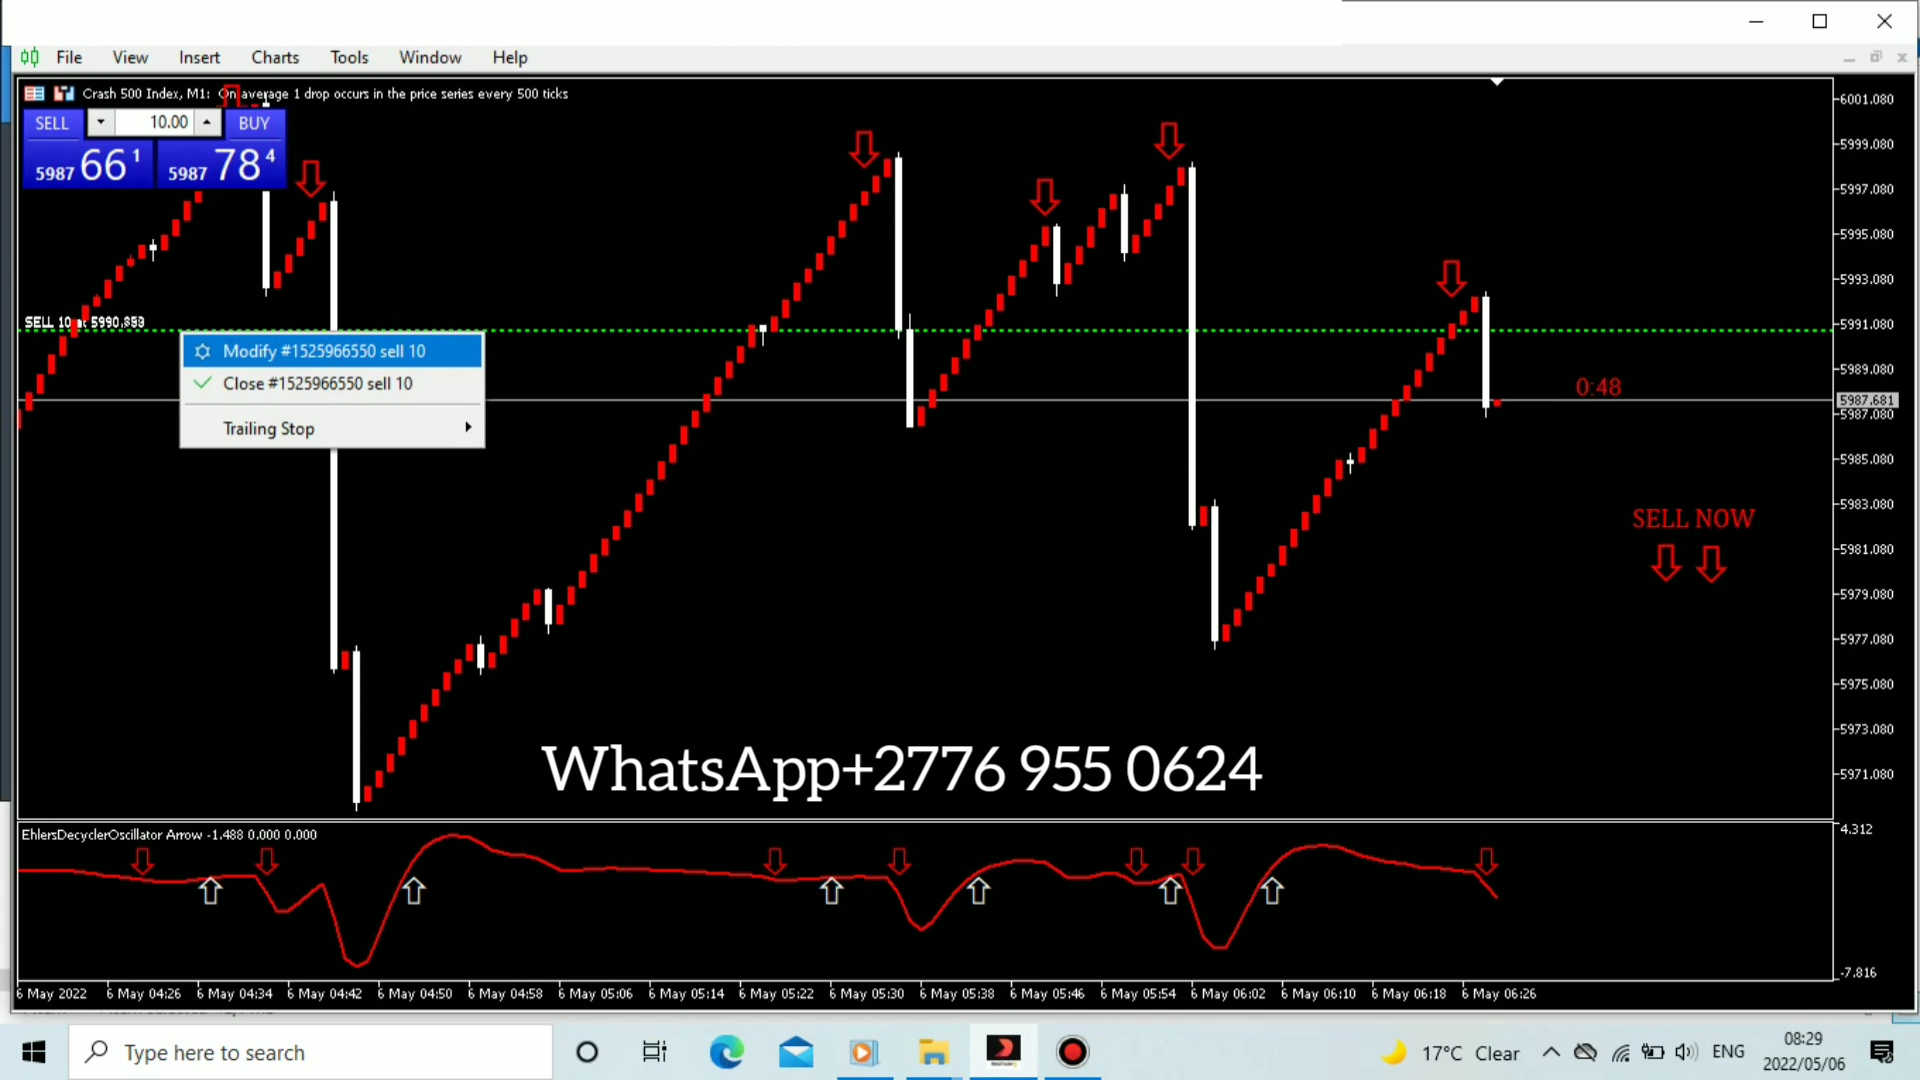 File View Insert Charts Tools Window Help
Crash 500 Index, M1: On average 1 drop occurs in the price series every 500 ticks
SELL 10.00 BUY
5987 66 1 5987 78 4
6001.080
5999.080
5997.080
5995.080
5993.080
SELL 10 at 5990.853
5991.080
Modify #1525966550 sell 10
5989.080
Close #1525966550 sell 10
0:48
5987.681
5987.080
Trailing Stop
5985.080
5983.080
SELL NOW
5981.080
5979.080
5977.080
5975.080
5973.080
WhatsApp+2776 955 0624
5971.080
EhlersDecyclerOscillator Arrow -1.488 0.000 0.000
4.312
-7.816
6 May 2022 6 May 04:26 6 May 04:34 6 May 04:42 6 May 04:50 6 May 04:58 6 May 05:06 6 May 05:14 6 May 05:22 6 May 05:30 6 May 05:38 6 May 05:46 6 May 05:54 6 May 06:02 6 May 06:10 6 May 06:18 6 May 06:26
Type here to search
17°C Clear
ENG
08:29
2022/05/06